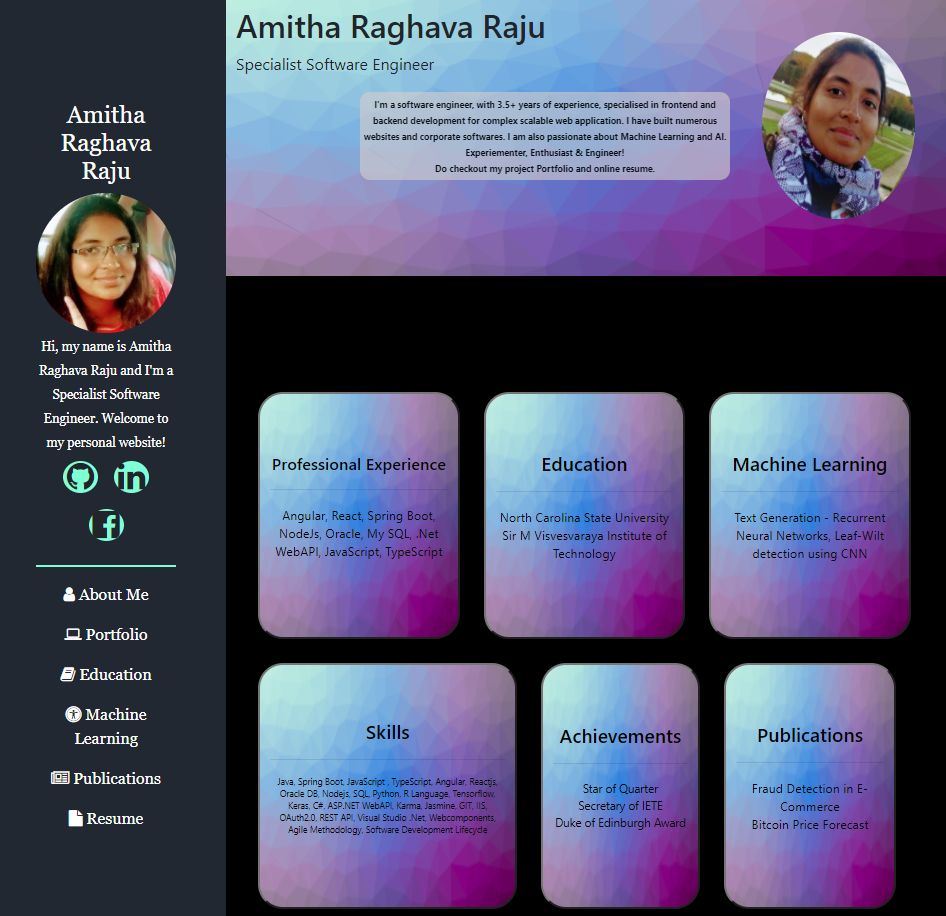 Amitha
Raghava
Raju
Hi, my name is Amitha
Raghava Raju and I'm a
Specialist Software
Engineer. Welcome to
my personal website!
About Me
Portfolio
Education
Machine
Learning
Publications
Resume
Amitha Raghava Raju
Specialist Software Engineer
I'm a software engineer, with 3.5+ years of experience, specialised in frontend and
backend development for complex scalable web application. I have built numerous
websites and corporate softwares. I am also passionate about Machine Learning and AI.
Experiementer, Enthusiast & Engineer!
Do checkout my project Portfolio and online resume.
Professional Experience
Angular, React, Spring Boot,
NodeJs, Oracle, My SQL, .Net
WebAPI, JavaScript, TypeScript
Education
North Carolina State University
Sir M Visvesvaraya Institute of
Technology
Machine Learning
Text Generation - Recurrent
Neural Networks, Leaf-Wilt
detection using CNN
Skills
Java, Spring Boot, JavaScript , TypeScript, Angular, Reactjs,
Oracle DB, Nodejs, SQL, Python, R Language, Tensorflow,
Keras, C#, ASP.NET WebAPI, Karma, Jasmine, GIT, IIS,
OAuth2.0, REST API, Visual Studio .Net, Webcomponents,
Agile Methodology, Software Development Lifecycle
Achievements
Star of Quarter
Secretary of IETE
Duke of Edinburgh Award
Publications
Fraud Detection in E-
Commerce
Bitcoin Price Forecast